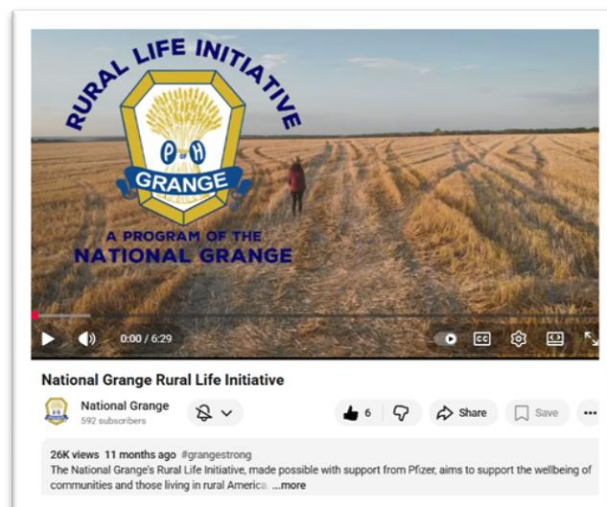 RURAL LIFE INITIATIVE
P OF H
GRANGE
A PROGRAM OF THE
NATIONAL GRANGE
0:00 / 6:29
CC
National Grange Rural Life Initiative
National Grange
592 subscribers
6
Share
Save
26K views 11 months ago #grangestrong
The National Grange's Rural Life Initiative, made possible with support from Pfizer, aims to support the wellbeing of
communities and those living in rural America. ...more